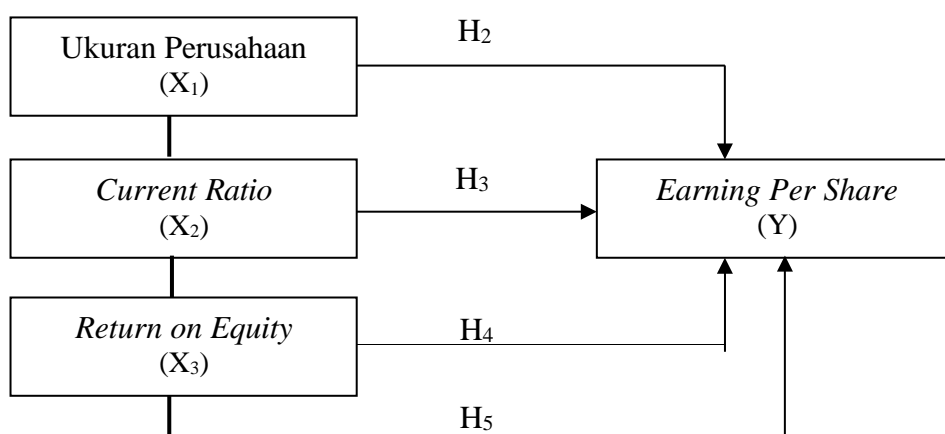 Ukuran Perusahaan
(X₁)
H₂
Current Ratio
(X₂)
H₃
Earning Per Share
(Y)
Return on Equity
(X₃)
H₄
H₅